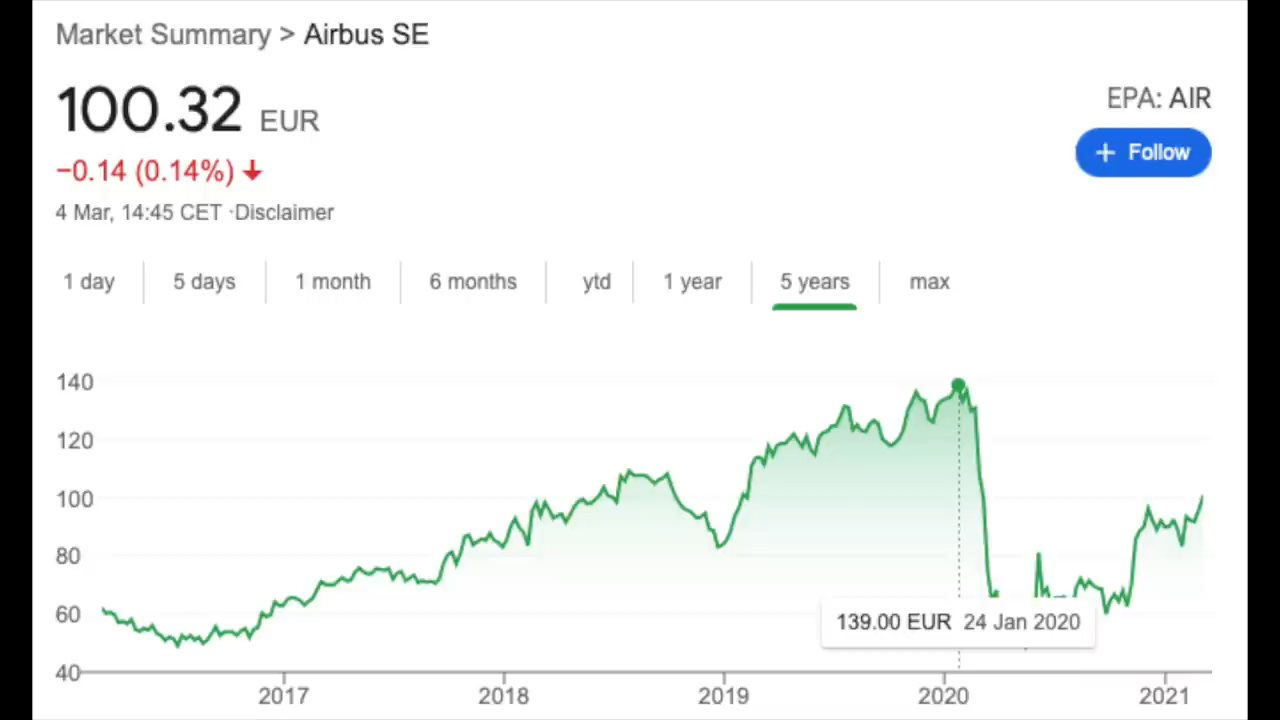 Market Summary > Airbus SE
100.32 EUR
EPA: AIR
+ Follow
−0.14 (0.14%) ↓
4 Mar, 14:45 CET ·Disclaimer
1 day 5 days 1 month 6 months ytd 1 year 5 years max
140
120
100
80
60
139.00 EUR 24 Jan 2020
40
2017 2018 2019 2020 2021